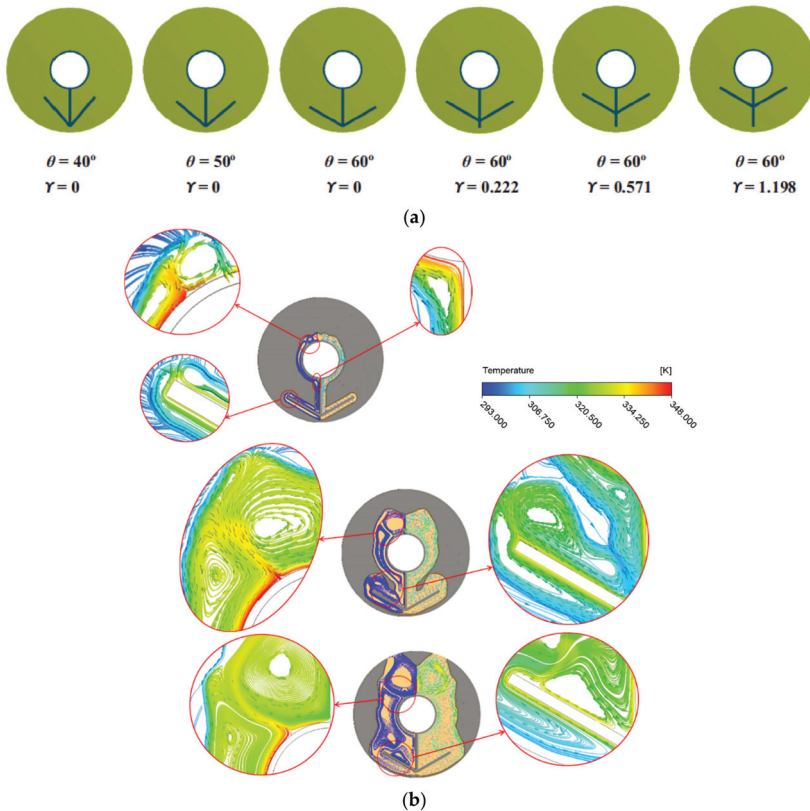 θ = 40° θ = 50° θ = 60° θ = 60° θ = 60° θ = 60°
ϒ = 0 ϒ = 0 ϒ = 0 ϒ = 0.222 ϒ = 0.571 ϒ = 1.198
(a)
Temperature [K]
293.000 306.750 320.500 334.250 348.000
(b)